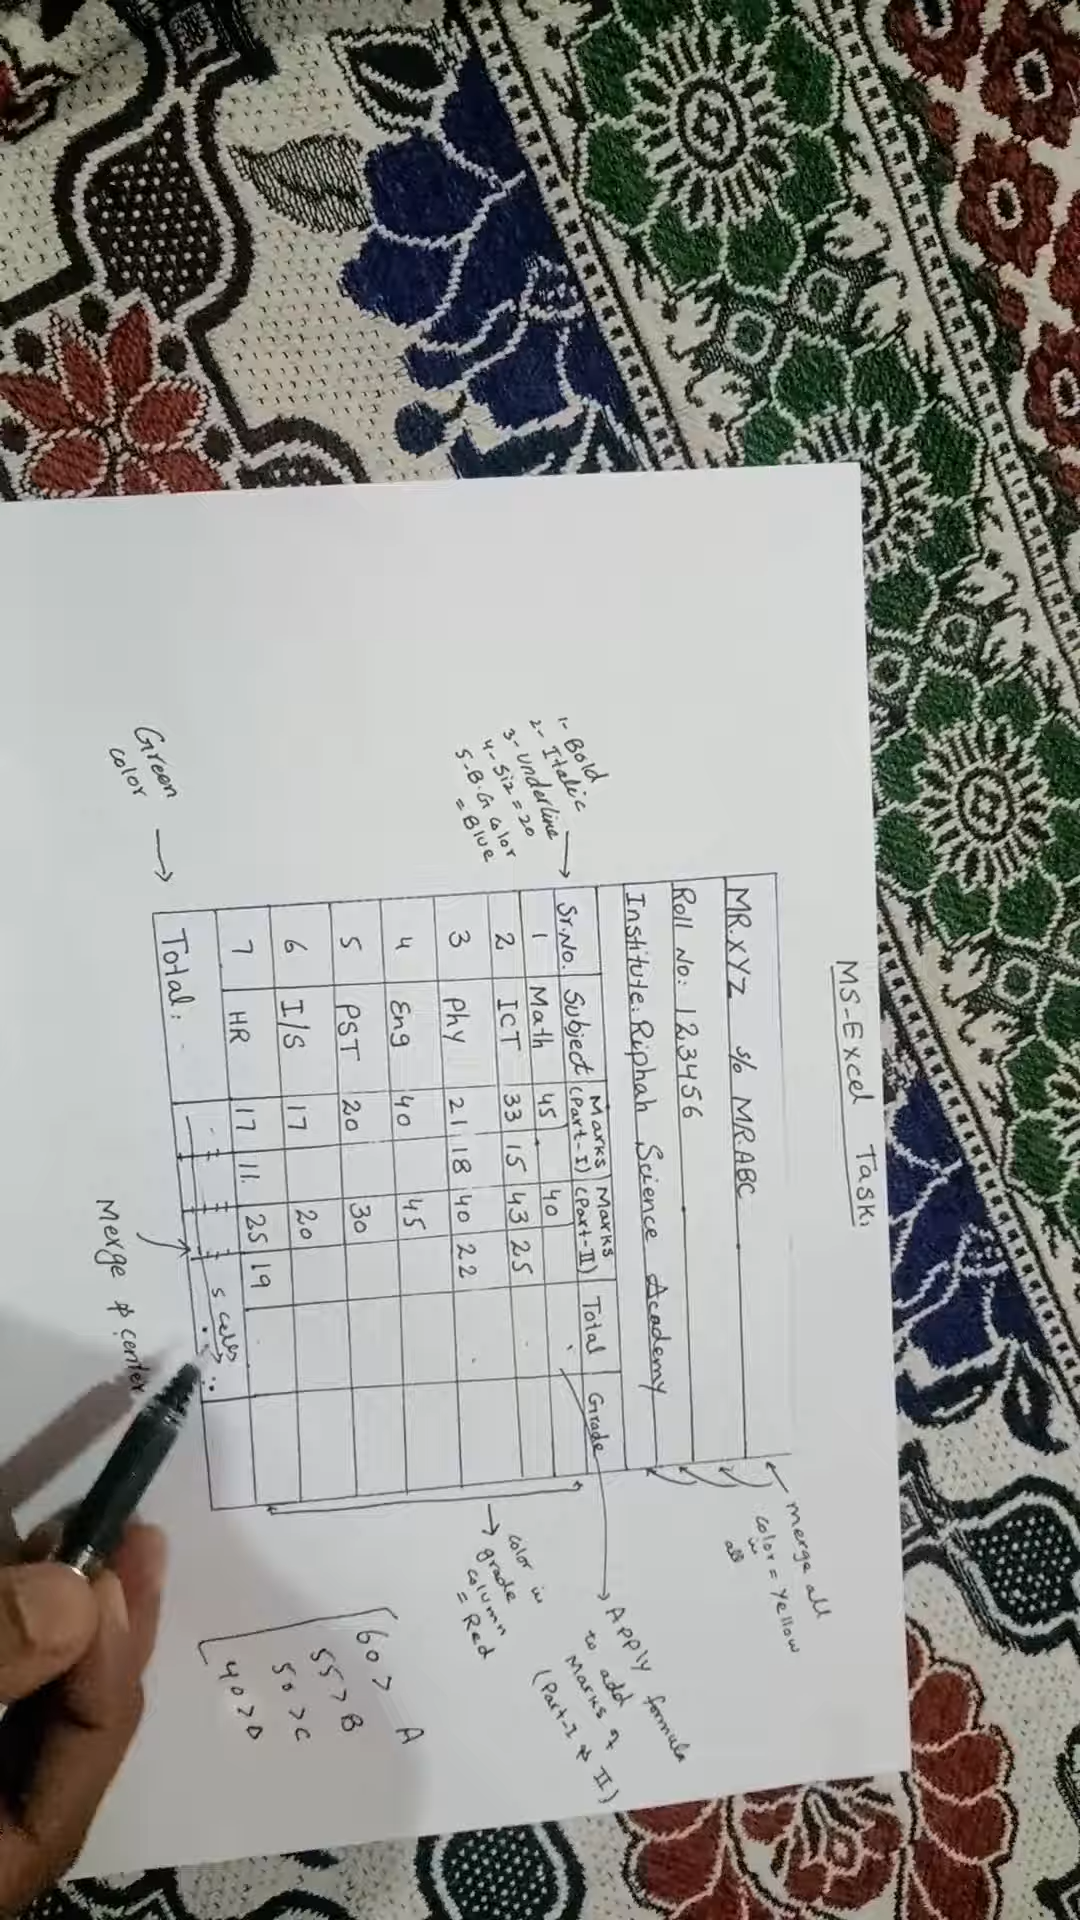 MS-Excel Task:
MR.XYZ s/o MR.ABC
Roll No: 123456
Institute: Riphah Science Academy
Sr.No. Subject Marks (Part-I) Marks (Part-II) Total Grade
1 Math 45 40
2 ICT 33 15 43 25
3 Phy 21 18 40 22
4 Eng 40 45
5 PST 20 30
6 I/S 17 20
7 HR 17 11 25 19
Total:
1- Bold
2- Italic
3- underline
4- Siz = 20
5- B.G color
= Blue
Green
color
merge all
color = Yellow
in
all
Apply formula
to add
Marks of
(Part-I & II)
color in
grade
column
= Red
60 > A
55 > B
50 > C
40 > D
Merge & center